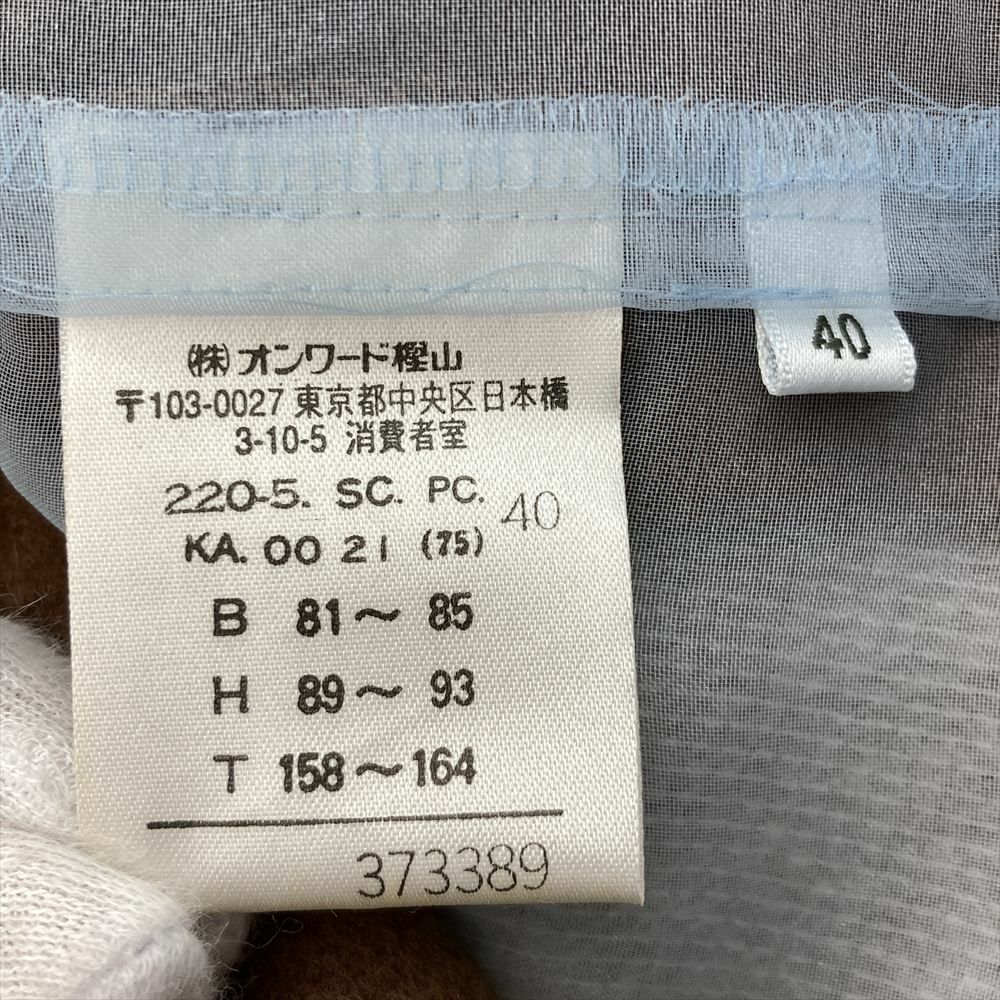 (株)オンワード樫山
〒103-0027 東京都中央区日本橋
3-10-5 消費者室
220-5. SC. PC.
40
KA. 00 21 (75)
B 81～ 85
H 89～ 93
T 158～164
373389
40